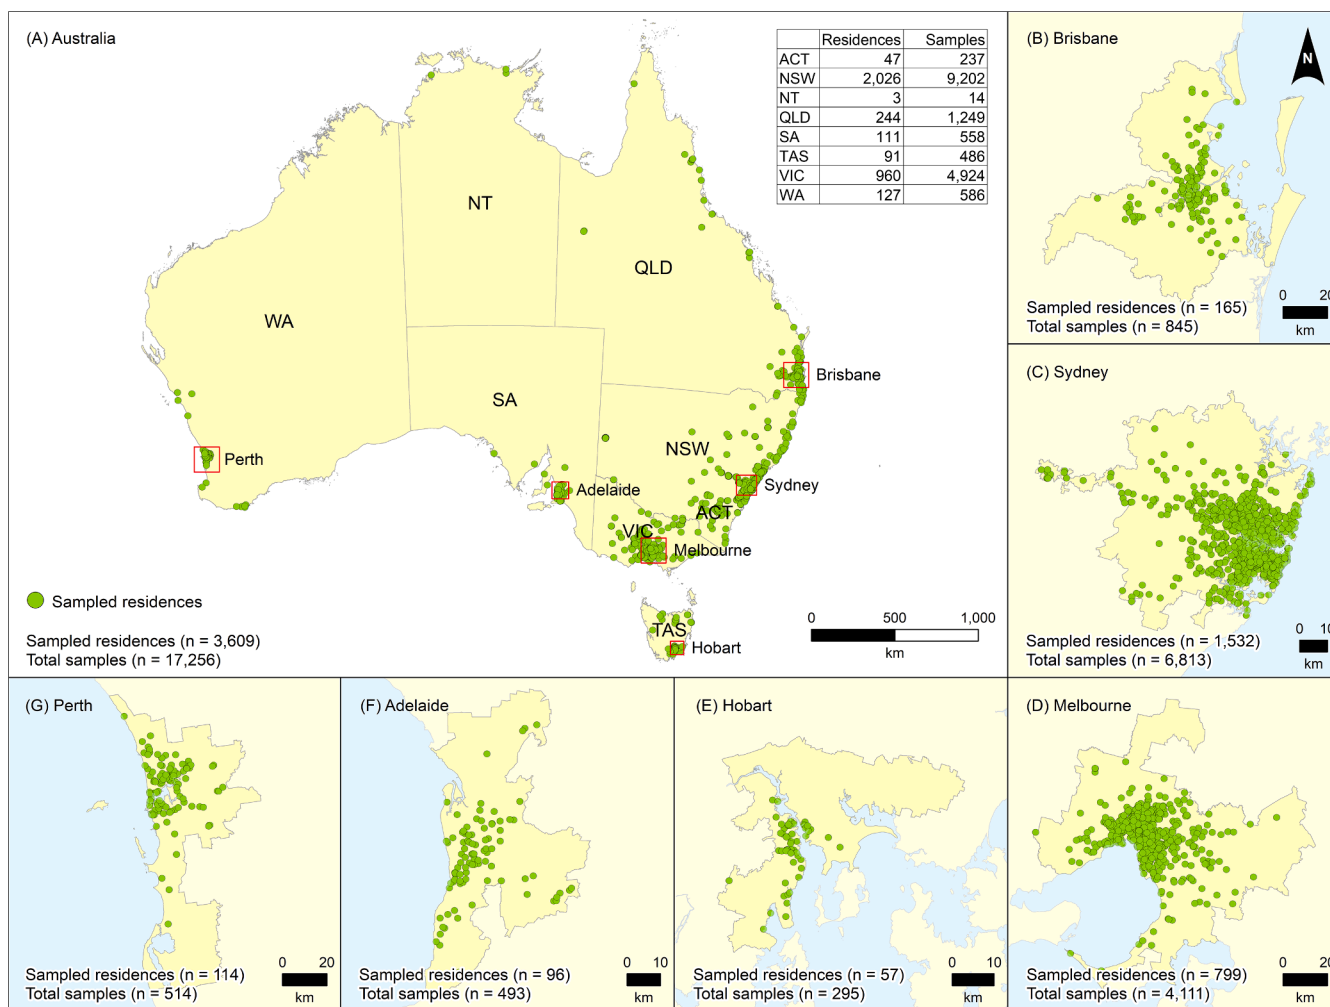 (A) Australia
Residences Samples
ACT 47 237
NSW 2,026 9,202
NT 3 14
QLD 244 1,249
SA 111 558
TAS 91 486
VIC 960 4,924
WA 127 586
NT
QLD
WA
SA
NSW
ACT
VIC
TAS
Brisbane
Perth
Adelaide
Sydney
Melbourne
Hobart
Sampled residences
Sampled residences (n = 3,609)
Total samples (n = 17,256)
0 500 1,000
km
(B) Brisbane
N
0 20
km
Sampled residences (n = 165)
Total samples (n = 845)
(C) Sydney
0 10
km
Sampled residences (n = 1,532)
Total samples (n = 6,813)
(G) Perth
0 20
km
Sampled residences (n = 114)
Total samples (n = 514)
(F) Adelaide
0 10
km
Sampled residences (n = 96)
Total samples (n = 493)
(E) Hobart
0 10
km
Sampled residences (n = 57)
Total samples (n = 295)
(D) Melbourne
0 20
km
Sampled residences (n = 799)
Total samples (n = 4,111)